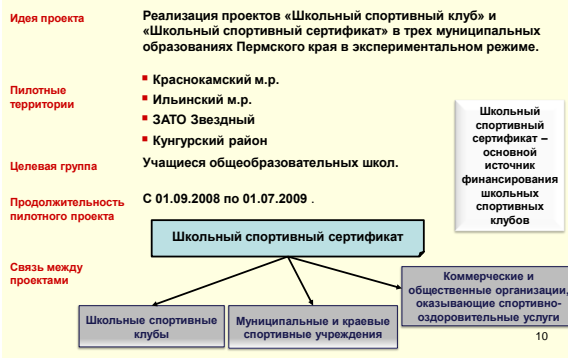 Идея проекта
Реализация проектов «Школьный спортивный клуб» и
«Школьный спортивный сертификат» в трех муниципальных
образованиях Пермского края в экспериментальном режиме.
Пилотные
территории
Краснокамский м.р.
Ильинский м.р.
ЗАТО Звездный
Кунгурский район
Школьный
спортивный
сертификат –
основной
источник
финансирования
школьных
спортивных
клубов
Целевая группа
Учащиеся общеобразовательных школ.
Продолжительность
пилотного проекта
С 01.09.2008 по 01.07.2009 .
Школьный спортивный сертификат
Связь между
проектами
Школьные спортивные
клубы
Муниципальные и краевые
спортивные учреждения
Коммерческие и
общественные организации,
оказывающие спортивно-
оздоровительные услуги
10